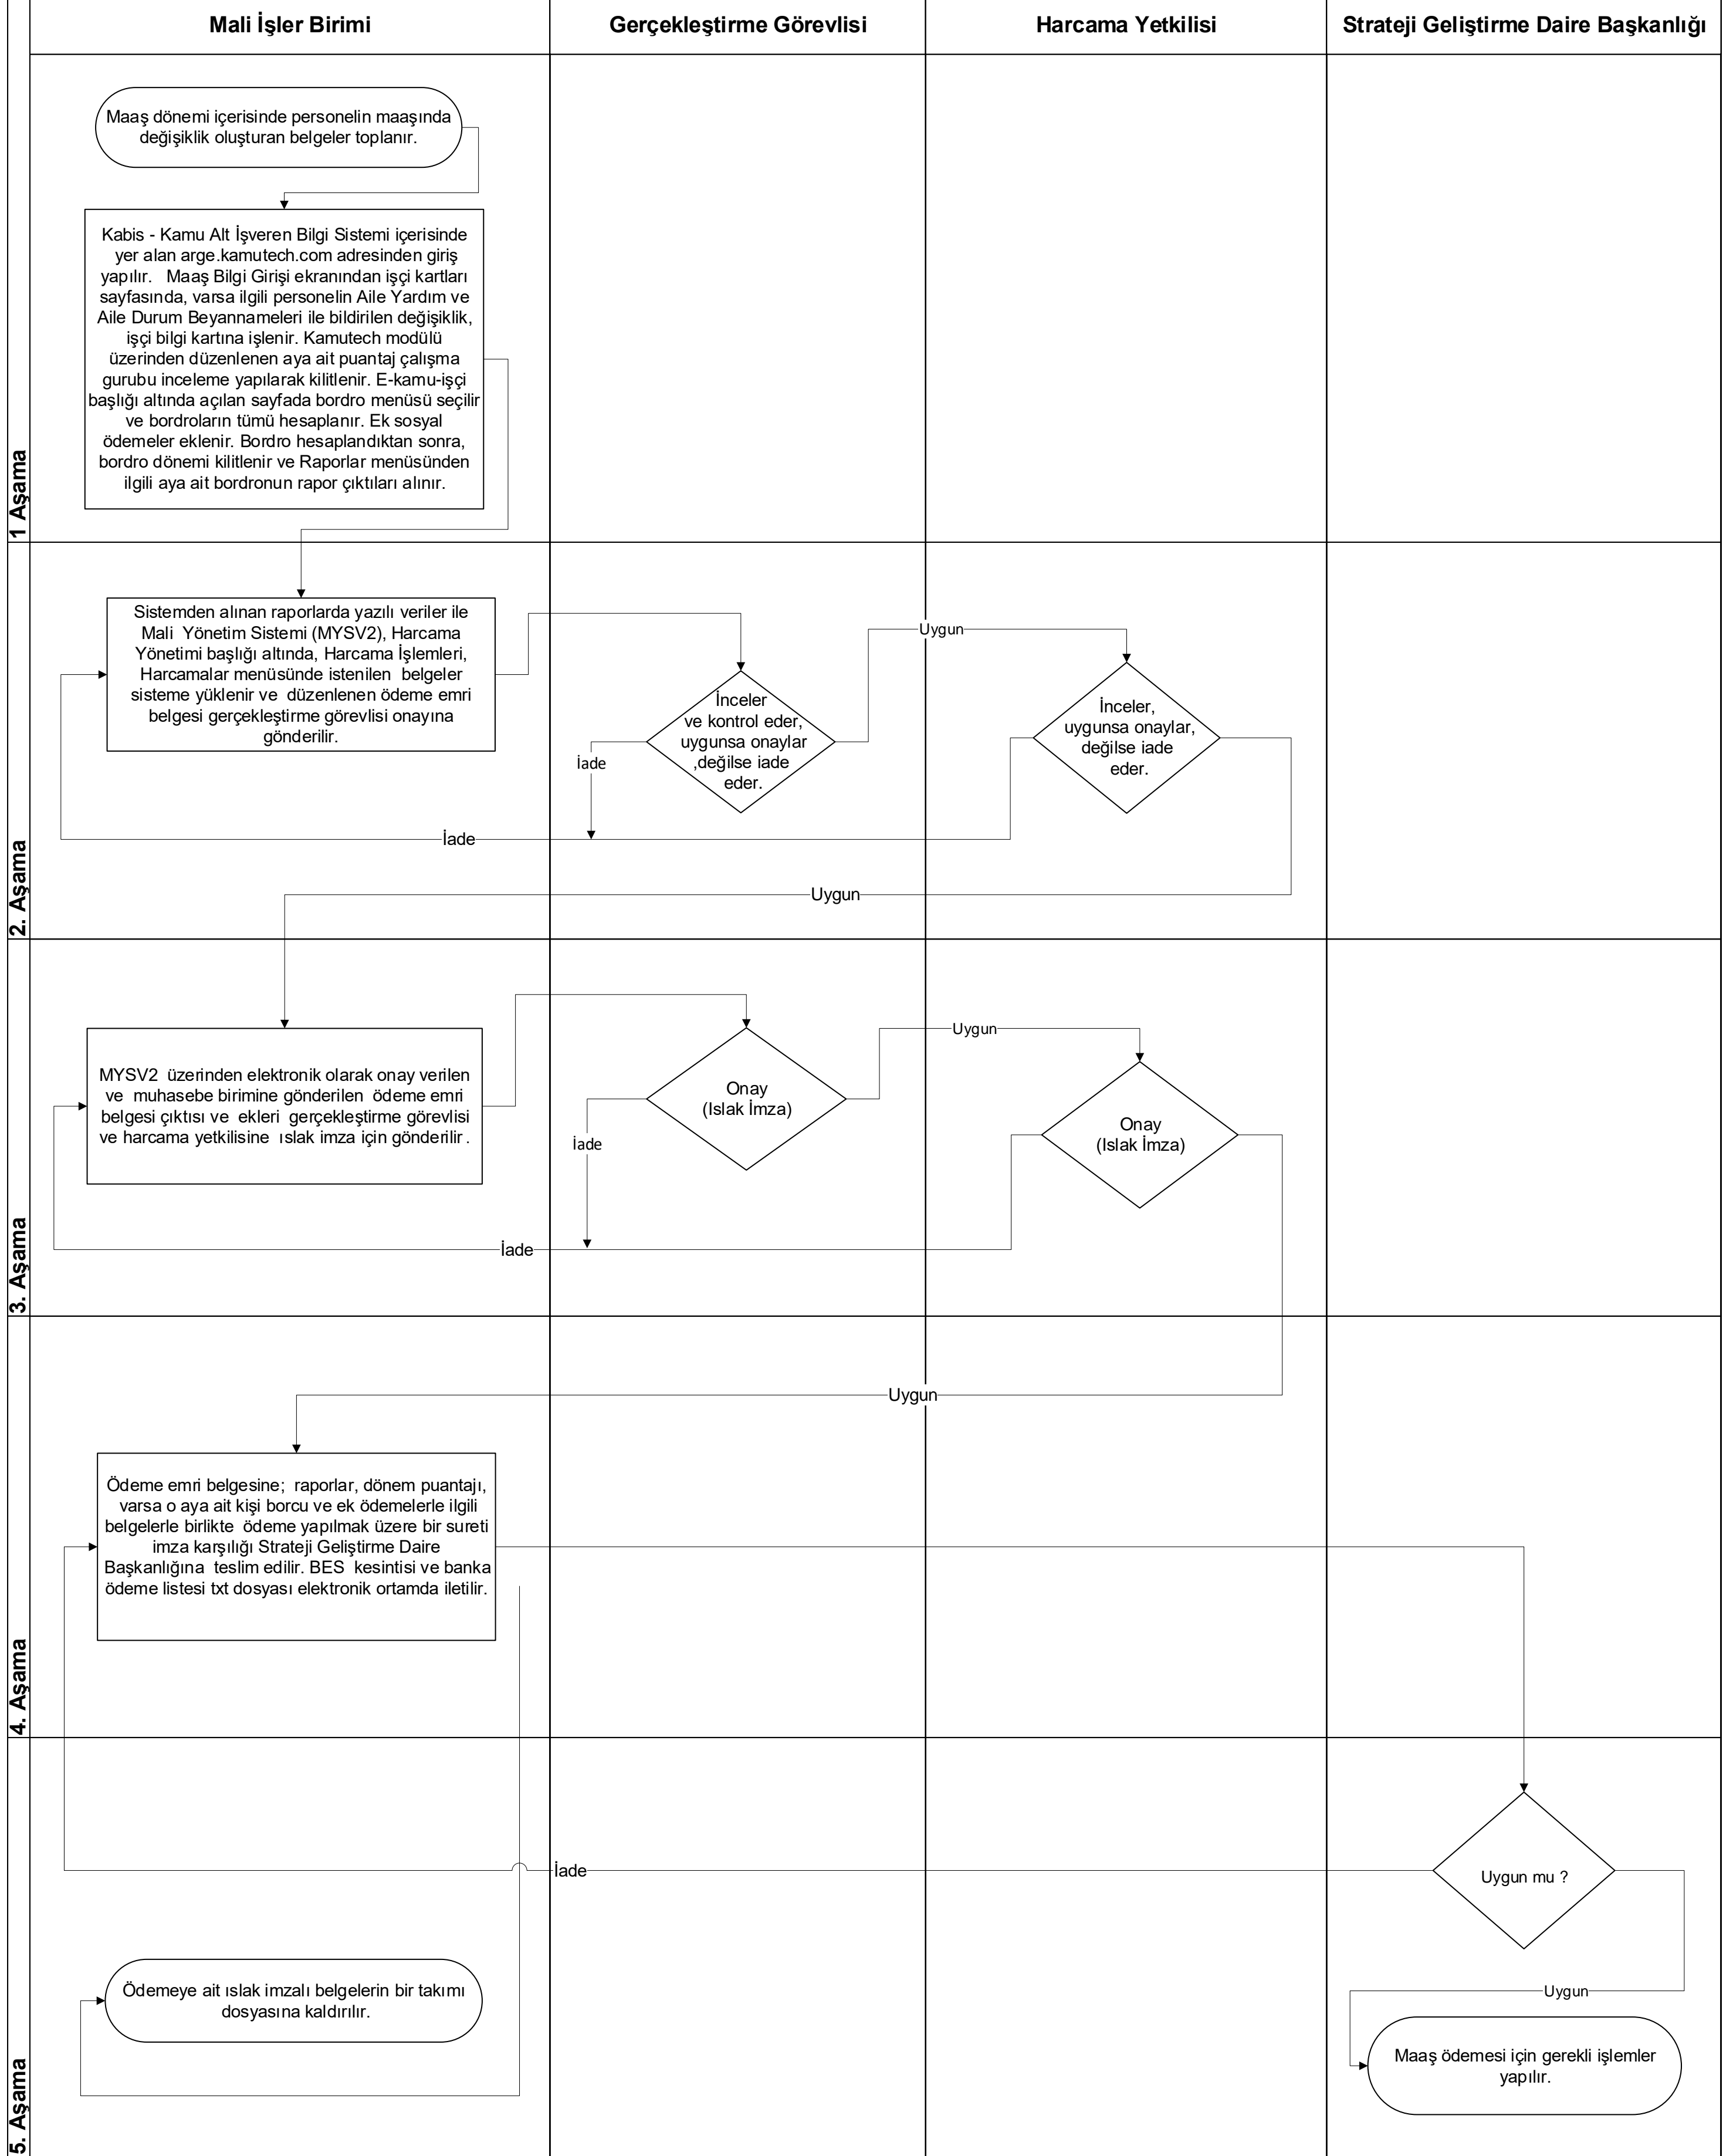 Mali İşler Birimi
Gerçekleştirme Görevlisi
Harcama Yetkilisi
Strateji Geliştirme Daire Başkanlığı
1 Aşama
Maaş dönemi içerisinde personelin maaşında
değişiklik oluşturan belgeler toplanır.
Kabis - Kamu Alt İşveren Bilgi Sistemi içerisinde
yer alan arge.kamutech.com adresinden giriş
yapılır. Maaş Bilgi Girişi ekranından işçi kartları
sayfasında, varsa ilgili personelin Aile Yardım ve
Aile Durum Beyannameleri ile bildirilen değişiklik,
işçi bilgi kartına işlenir. Kamutech modülü
üzerinden düzenlenen aya ait puantaj çalışma
gurubu inceleme yapılarak kilitlenir. E-kamu-işçi
başlığı altında açılan sayfada bordro menüsü seçilir
ve bordroların tümü hesaplanır. Ek sosyal
ödemeler eklenir. Bordro hesaplandıktan sonra,
bordro dönemi kilitlenir ve Raporlar menüsünden
ilgili aya ait bordronun rapor çıktıları alınır.
2. Aşama
Sistemden alınan raporlarda yazılı veriler ile
Mali Yönetim Sistemi (MYSV2), Harcama
Yönetimi başlığı altında, Harcama İşlemleri,
Harcamalar menüsünde istenilen belgeler
sisteme yüklenir ve düzenlenen ödeme emri
belgesi gerçekleştirme görevlisi onayına
gönderilir.
İnceler
ve kontrol eder,
uygunsa onaylar
,değilse iade
eder.
İade
Uygun
İnceler,
uygunsa onaylar,
değilse iade
eder.
İade
Uygun
3. Aşama
MYSV2 üzerinden elektronik olarak onay verilen
ve muhasebe birimine gönderilen ödeme emri
belgesi çıktısı ve ekleri gerçekleştirme görevlisi
ve harcama yetkilisine ıslak imza için gönderilir.
Onay
(Islak İmza)
İade
Uygun
Onay
(Islak İmza)
İade
Uygun
4. Aşama
Ödeme emri belgesine; raporlar, dönem puantajı,
varsa o aya ait kişi borcu ve ek ödemelerle ilgili
belgelerle birlikte ödeme yapılmak üzere bir sureti
imza karşılığı Strateji Geliştirme Daire
Başkanlığına teslim edilir. BES kesintisi ve banka
ödeme listesi txt dosyası elektronik ortamda iletilir.
5. Aşama
İade
Uygun mu ?
Ödemeye ait ıslak imzalı belgelerin bir takımı
dosyasına kaldırılır.
Uygun
Maaş ödemesi için gerekli işlemler
yapılır.